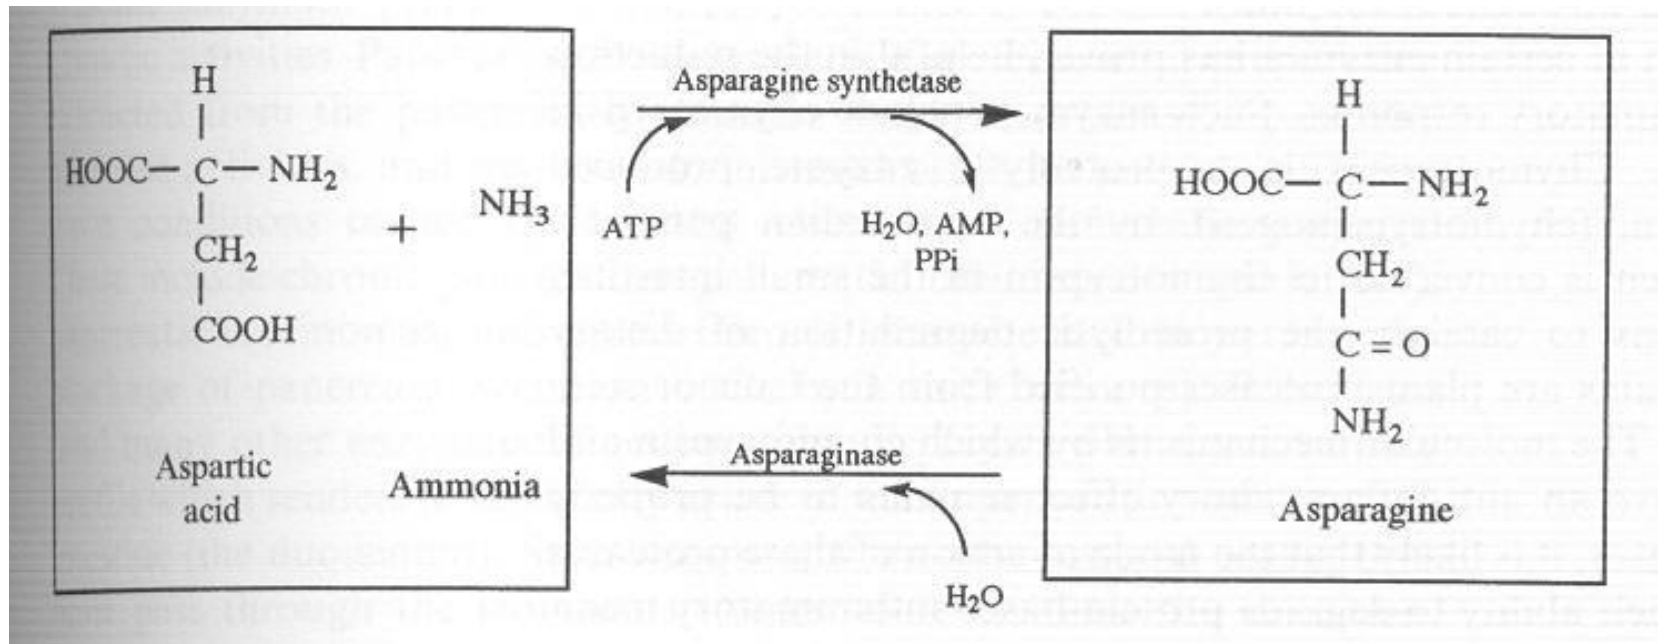 H
HOOC — C — NH₂
CH₂
COOH
+
NH₃
Aspartic
acid
Ammonia
Asparagine synthetase
ATP
H₂O, AMP,
PPi
Asparaginase
H₂O
H
HOOC — C — NH₂
CH₂
C = O
NH₂
Asparagine